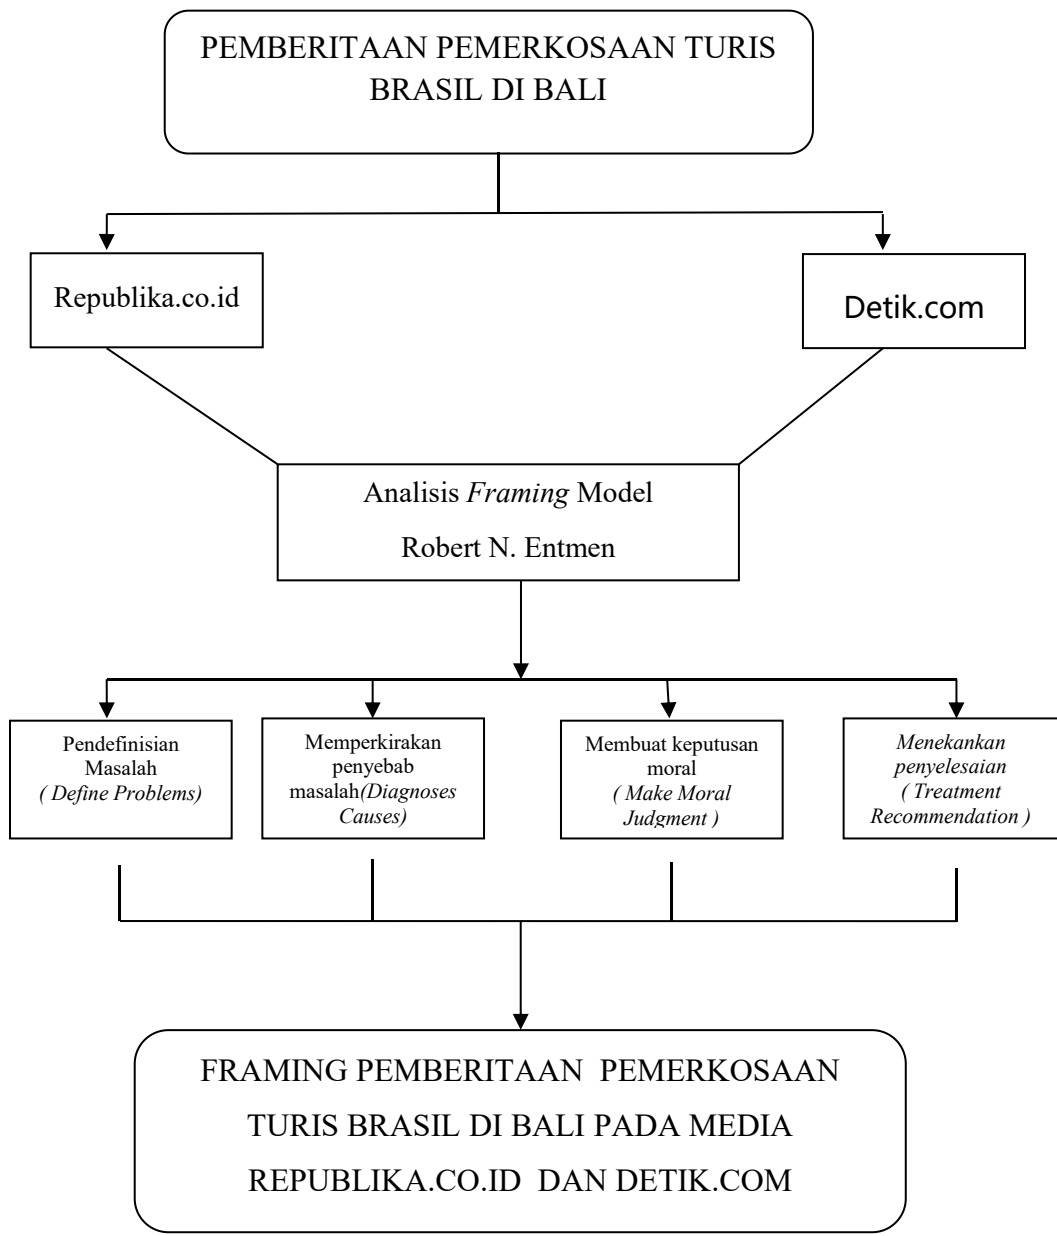 PEMBERITAAN PEMERKOSAAN TURIS
BRASIL DI BALI
Republika.co.id
Detik.com
Analisis Framing Model
Robert N. Entmen
Pendefinisian
Masalah
( Define Problems)
Memperkirakan
penyebab
masalah(Diagnoses
Causes)
Membuat keputusan
moral
( Make Moral
Judgment )
Menekankan
penyelesaian
( Treatment
Recommendation )
FRAMING PEMBERITAAN  PEMERKOSAAN
TURIS BRASIL DI BALI PADA MEDIA
REPUBLIKA.CO.ID  DAN DETIK.COM